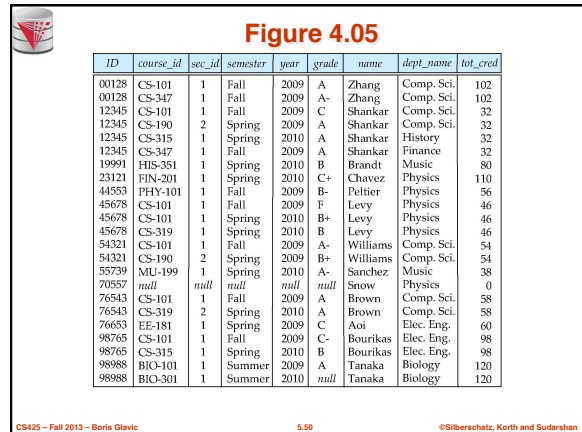 Figure 4.05
ID course_id sec_id semester year grade name dept_name tot_cred
00128 CS-101 1 Fall 2009 A Zhang Comp. Sci. 102
00128 CS-347 1 Fall 2009 A- Zhang Comp. Sci. 102
12345 CS-101 1 Fall 2009 C Shankar Comp. Sci. 32
12345 CS-190 2 Spring 2009 A Shankar Comp. Sci. 32
12345 CS-315 1 Spring 2010 A Shankar History 32
12345 CS-347 1 Fall 2009 A Shankar Finance 32
19991 HIS-351 1 Spring 2010 B Brandt Music 80
23121 FIN-201 1 Spring 2010 C+ Chavez Physics 110
44553 PHY-101 1 Fall 2009 B- Peltier Physics 56
45678 CS-101 1 Fall 2009 F Levy Physics 46
45678 CS-101 1 Spring 2010 B+ Levy Physics 46
45678 CS-319 1 Spring 2010 B Levy Physics 46
54321 CS-101 1 Fall 2009 A- Williams Comp. Sci. 54
54321 CS-190 2 Spring 2009 B+ Williams Comp. Sci. 54
55739 MU-199 1 Spring 2010 A- Sanchez Music 38
70557 null null null null null Snow Physics 0
76543 CS-101 1 Fall 2009 A Brown Comp. Sci. 58
76543 CS-319 2 Spring 2010 A Brown Comp. Sci. 58
76653 EE-181 1 Spring 2009 C Aoi Elec. Eng. 60
98765 CS-101 1 Fall 2009 C- Bourikas Elec. Eng. 98
98765 CS-315 1 Spring 2010 B Bourikas Elec. Eng. 98
98988 BIO-101 1 Summer 2009 A Tanaka Biology 120
98988 BIO-301 1 Summer 2010 null Tanaka Biology 120
CS425 – Fall 2013 – Boris Glavic 5.50 ©Silberschatz, Korth and Sudarshan